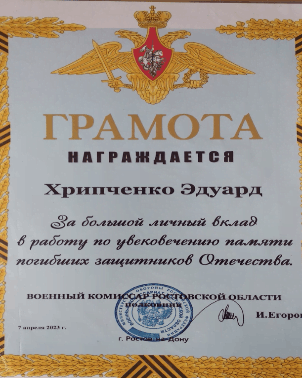 ГРАМОТА
НАГРАЖДАЕТСЯ
Хрипченко Эдуард
За большой личный вклад
в работу по увековечению памяти
погибших защитников Отечества.
ВОЕННЫЙ КОМИССАР РОСТОВСКОЙ ОБЛАСТИ
полковник
И.Егоров
7 апреля 2023 г.
г. Ростов-на-Дону